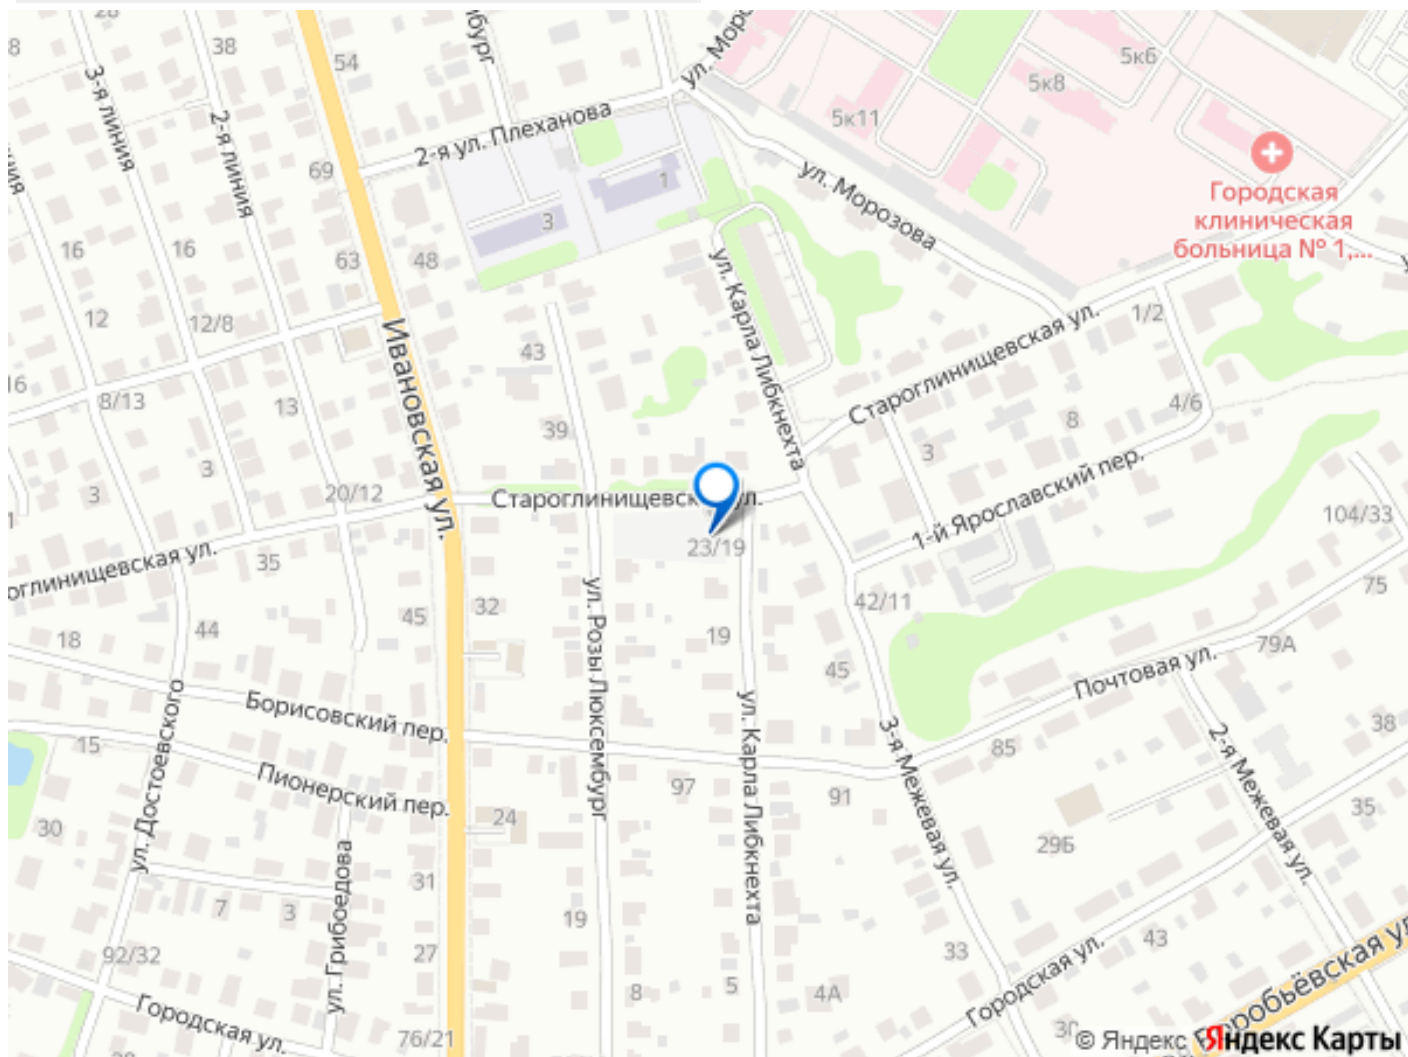 28
38
8
54
3-я линия
2-я линия
69
2-я ул. Плеханова
ул. Морозова
5к6
5к8
5к11
1
3
Городская
клиническая
больница № 1,...
16
16
63
48
12
12/8
43
ул. Карла Либкнехта
1/2
Ивановская ул.
16
8/13
13
39
Староглинищевская ул.
8
4/6
3
3
3
20/12
Староглинищевская ул.
1-й Ярославский пер.
104/33
23/19
35
32
45
42/11
75
18
44
19
45
79А
ул. Розы Люксембург
Почтовая ул.
Борисовский пер.
ул. Достоевского
ул. Карла Либкнехта
3-я Межевая ул.
2-я Межевая ул.
85
38
15
Пионерский пер.
97
91
30
24
29Б
35
ул. Грибоедова
31
7
3
19
92/32
27
33
43
8
5
4А
Городская ул.
Городская ул.
76/21
© Яндекс Яндекс Карты